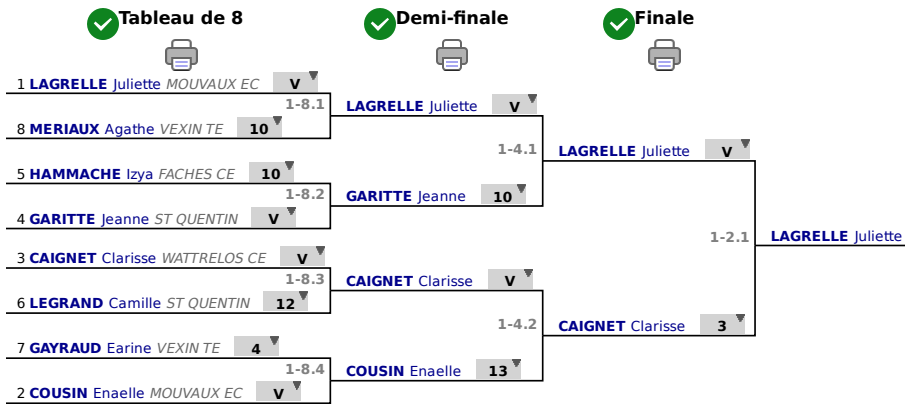 Tableau de 8
Demi-finale
Finale
1 LAGRELLE Juliette MOUVAUX EC V
1-8.1
8 MERIAUX Agathe VEXIN TE 10
5 HAMMACHE Izya FACHES CE 10
1-8.2
4 GARITTE Jeanne ST QUENTIN V
3 CAIGNET Clarisse WATTRELOS CE V
1-8.3
6 LEGRAND Camille ST QUENTIN 12
7 GAYRAUD Earine VEXIN TE 4
1-8.4
2 COUSIN Enaelle MOUVAUX EC V
LAGRELLE Juliette V
1-4.1
GARITTE Jeanne 10
CAIGNET Clarisse V
1-4.2
COUSIN Enaelle 13
LAGRELLE Juliette V
1-2.1
CAIGNET Clarisse 3
LAGRELLE Juliette